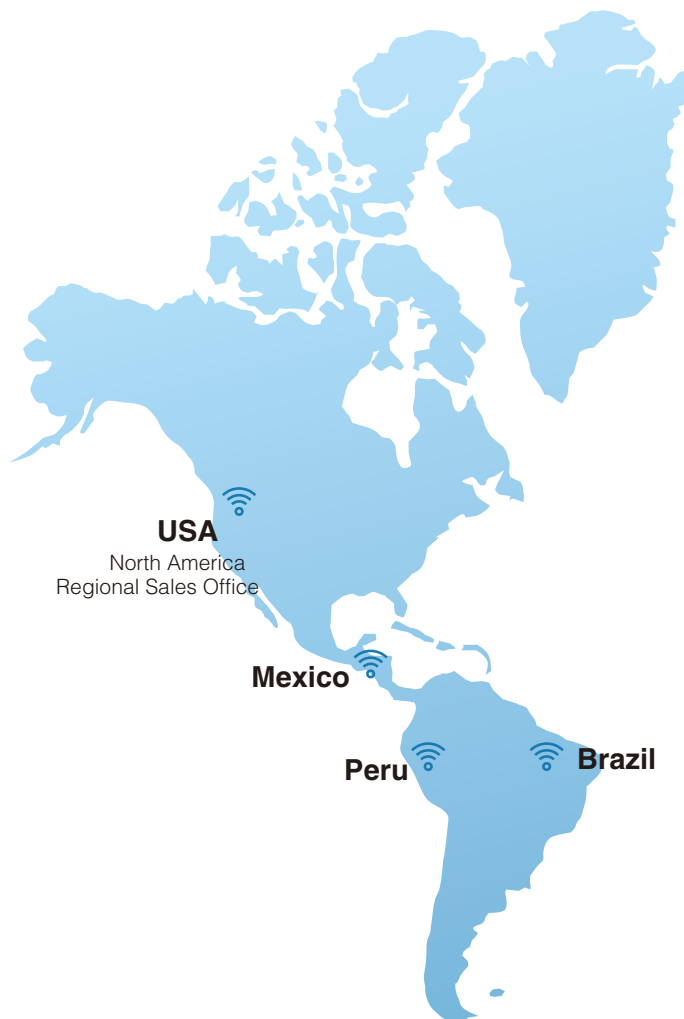 USA
North America
Regional Sales Office
Mexico
Peru
Brazil